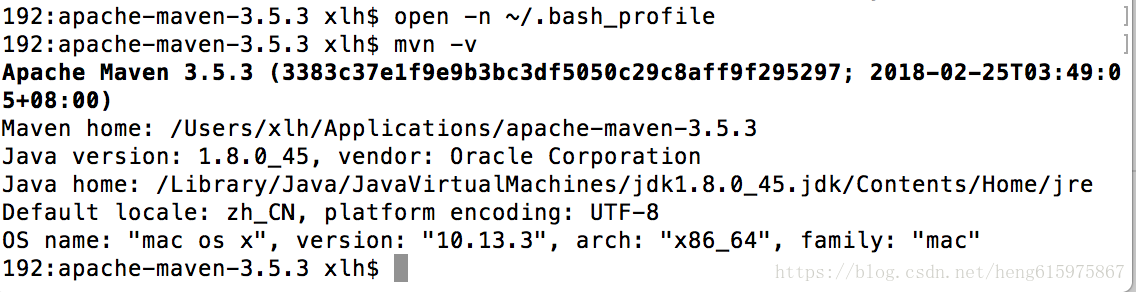 192:apache-maven-3.5.3 xlh$ open -n ~/.bash_profile
192:apache-maven-3.5.3 xlh$ mvn -v
Apache Maven 3.5.3 (3383c37e1f9e9b3bc3df5050c29c8aff9f295297; 2018-02-25T03:49:0
5+08:00)
Maven home: /Users/xlh/Applications/apache-maven-3.5.3
Java version: 1.8.0_45, vendor: Oracle Corporation
Java home: /Library/Java/JavaVirtualMachines/jdk1.8.0_45.jdk/Contents/Home/jre
Default locale: zh_CN, platform encoding: UTF-8
OS name: "mac os x", version: "10.13.3", arch: "x86_64", family: "mac"
192:apache-maven-3.5.3 xlh$
https://blog.csdn.net/heng615975867